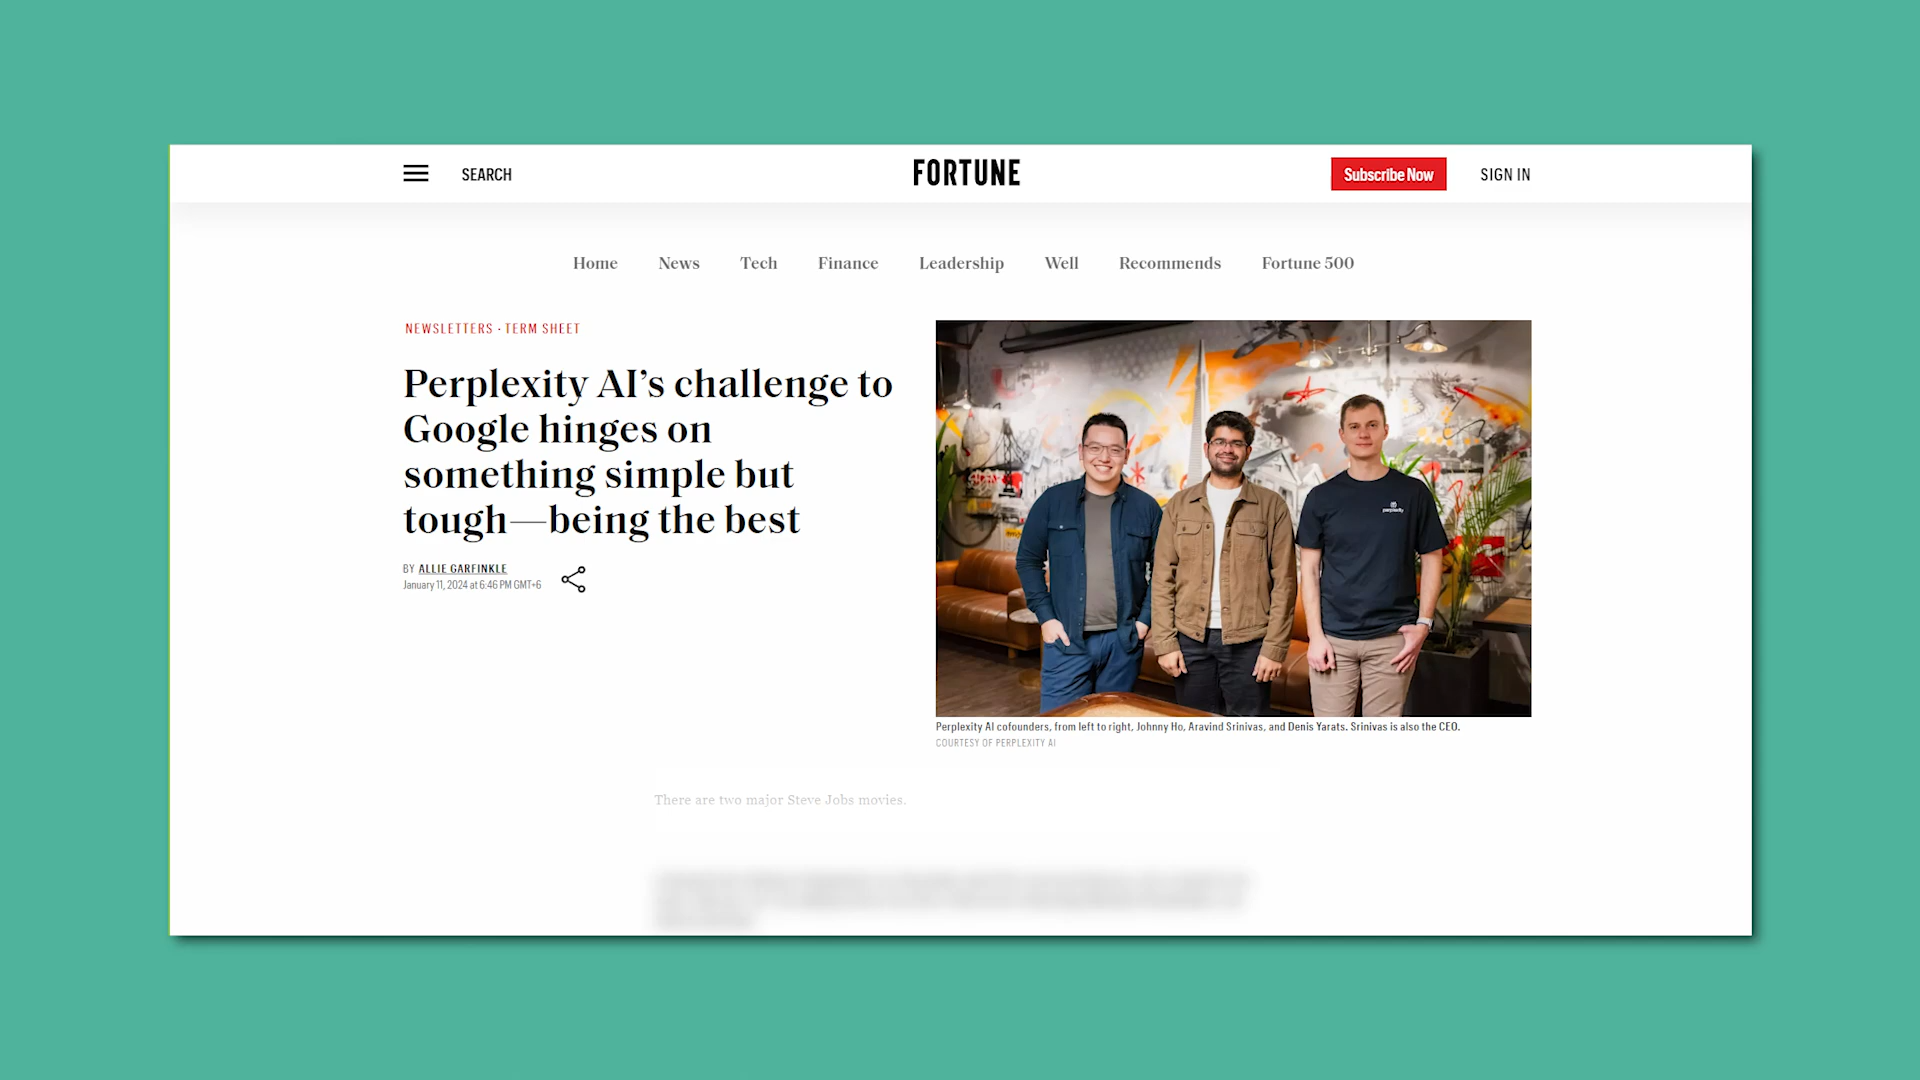 SEARCH
FORTUNE
Subscribe Now
SIGN IN
Home
News
Tech
Finance
Leadership
Well
Recommends
Fortune 500
NEWSLETTERS · TERM SHEET
Perplexity AI’s challenge to
Google hinges on
something simple but
tough—being the best
BY ALLIE GARFINKLE
January 11, 2024 at 6:46 PM GMT+6
perplexity
Perplexity AI cofounders, from left to right, Johnny Ho, Aravind Srinivas, and Denis Yarats. Srinivas is also the CEO.
COURTESY OF PERPLEXITY AI
There are two major Steve Jobs movies.